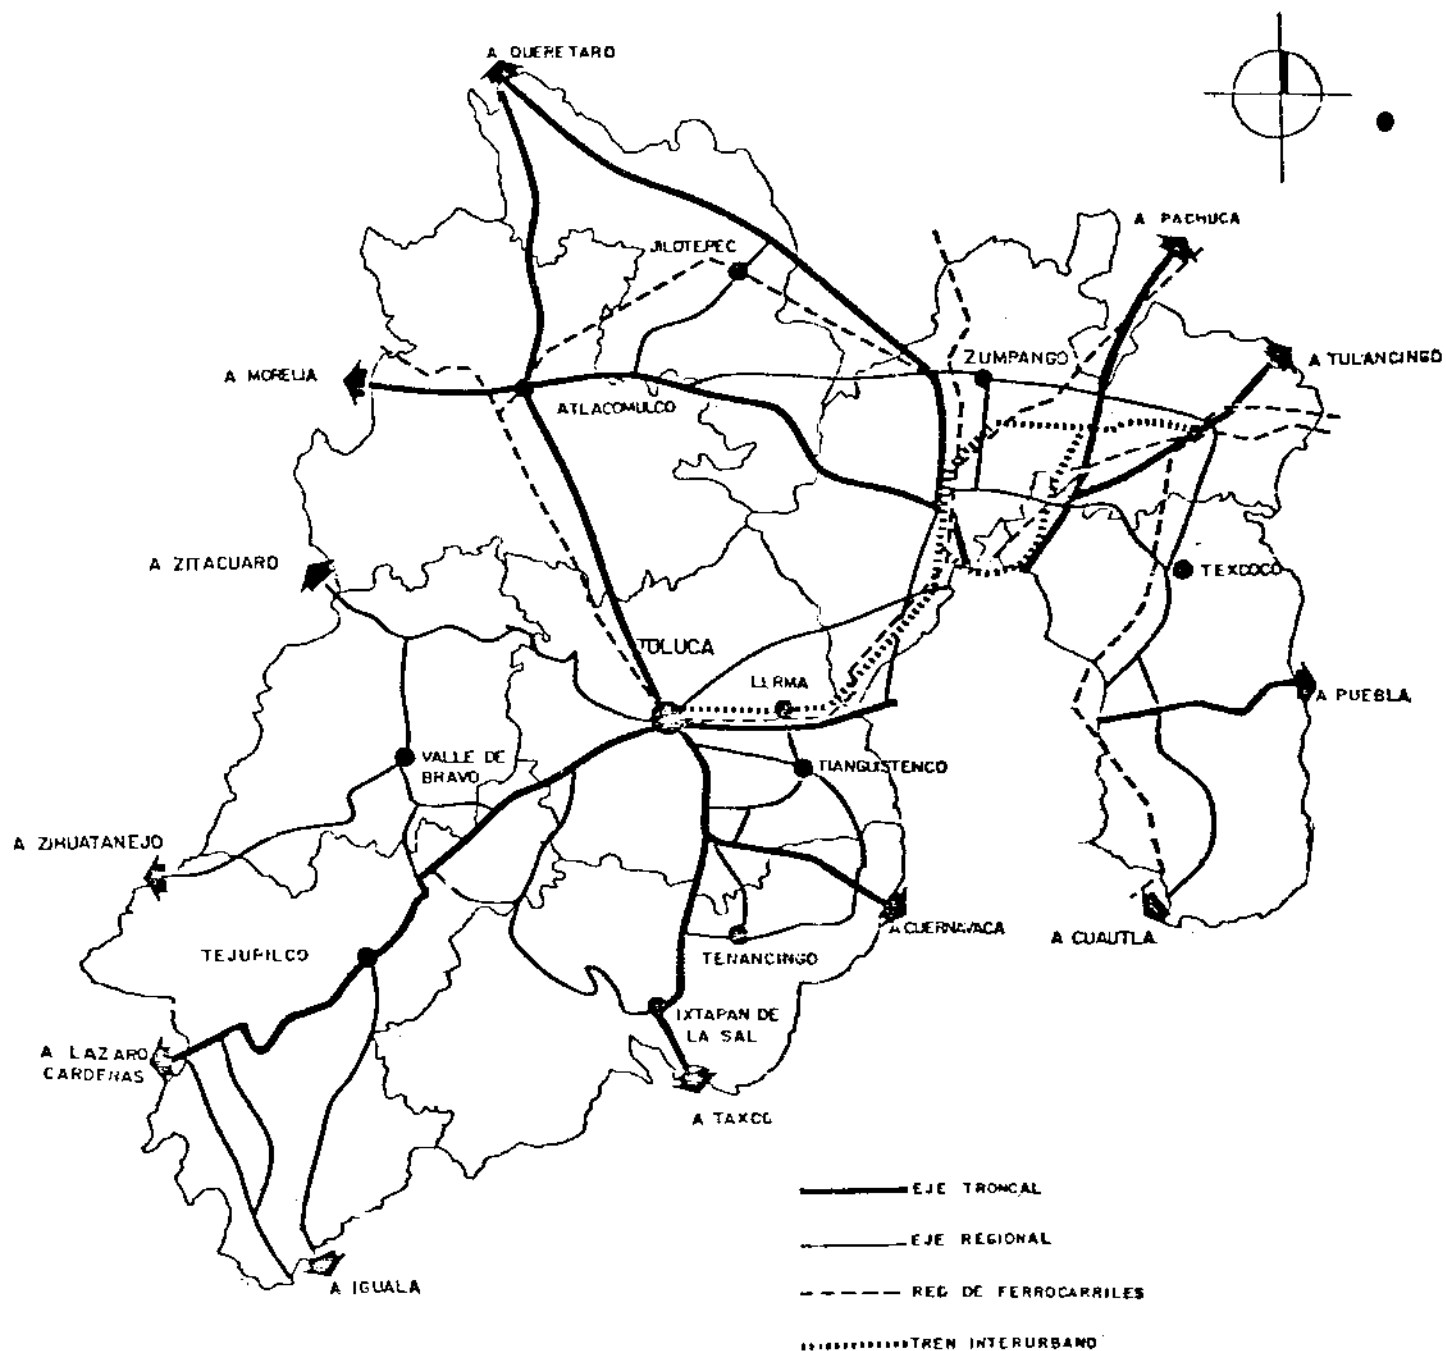 A QUERETARO
A PACHUCA
JILOTEPEC
ZUMPANGO
A TULANCINGO
A MORELIA
ATLACOMULCO
A ZITACUARO
TEXCOCO
TOLUCA
LERMA
A PUEBLA
VALLE DE
BRAVO
TIANGUISTENCO
A ZIHUATANEJO
A CUERNAVACA
A CUAUTLA
TEJUPILCO
TENANCINGO
IXTAPAN DE
LA SAL
A LAZARO
CARDENAS
A TAXCO
EJE TRONCAL
EJE REGIONAL
A IGUALA
RED DE FERROCARRILES
TREN INTERURBANO